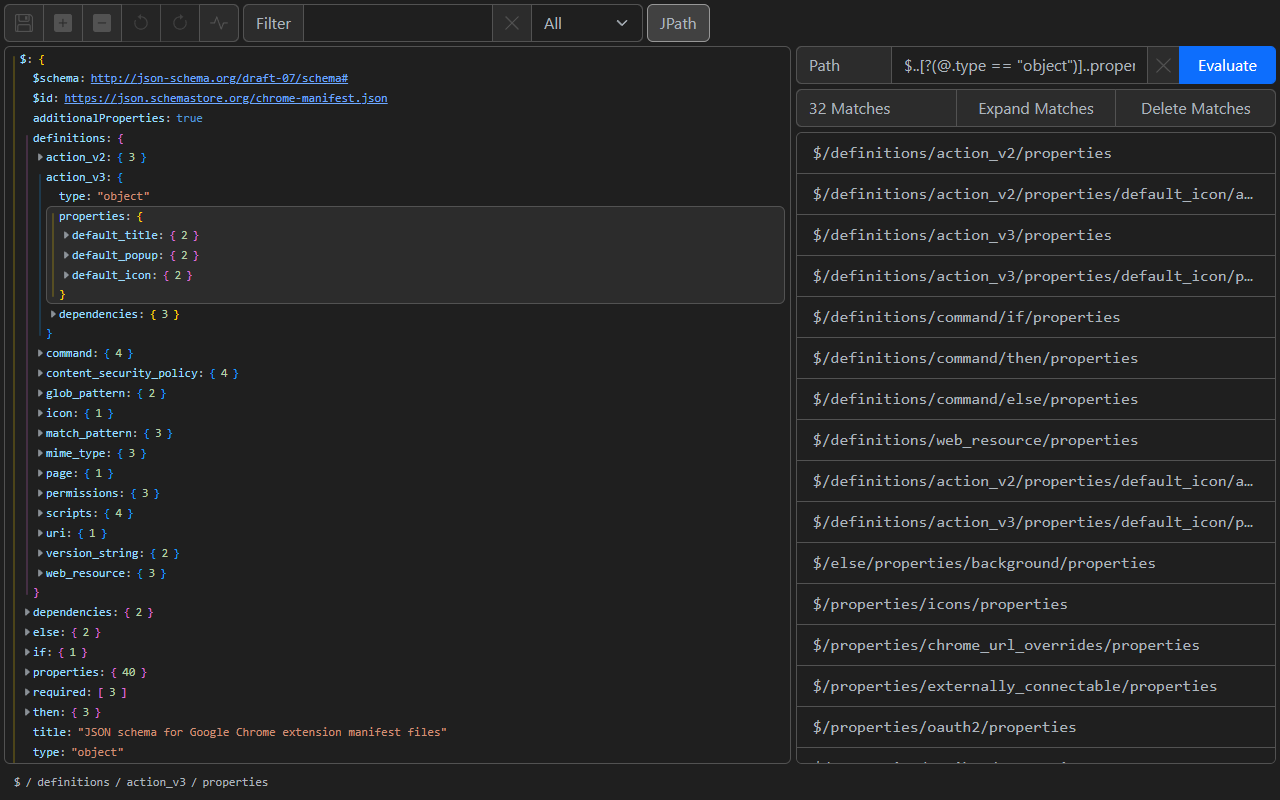 Filter All JPath
$: {
$schema: http://json-schema.org/draft-07/schema#
$id: https://json.schemastore.org/chrome-manifest.json
additionalProperties: true
definitions: {
action_v2: { 3 }
action_v3: {
type: "object"
properties: {
default_title: { 2 }
default_popup: { 2 }
default_icon: { 2 }
}
dependencies: { 3 }
}
command: { 4 }
content_security_policy: { 4 }
glob_pattern: { 2 }
icon: { 1 }
match_pattern: { 3 }
mime_type: { 3 }
page: { 1 }
permissions: { 3 }
scripts: { 4 }
uri: { 1 }
version_string: { 2 }
web_resource: { 3 }
}
dependencies: { 2 }
else: { 2 }
if: { 1 }
properties: { 40 }
required: [ 3 ]
then: { 3 }
title: "JSON schema for Google Chrome extension manifest files"
type: "object"
Path $..[?(@.type == "object")]..proper Evaluate
32 Matches Expand Matches Delete Matches
$/definitions/action_v2/properties
$/definitions/action_v2/properties/default_icon/a…
$/definitions/action_v3/properties
$/definitions/action_v3/properties/default_icon/p…
$/definitions/command/if/properties
$/definitions/command/then/properties
$/definitions/command/else/properties
$/definitions/web_resource/properties
$/definitions/action_v2/properties/default_icon/a…
$/definitions/action_v3/properties/default_icon/p…
$/else/properties/background/properties
$/properties/icons/properties
$/properties/chrome_url_overrides/properties
$/properties/externally_connectable/properties
$/properties/oauth2/properties
$ / definitions / action_v3 / properties